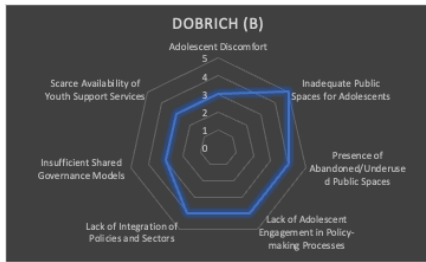 DOBRICH (B)
Adolescent Discomfort
5
4
3
2
1
0
Inadequate Public
Spaces for Adolescents
Presence of
Abandoned/Underuse
d Public Spaces
Lack of Adolescent
Engagement in Policy-
making Processes
Lack of Integration of
Policies and Sectors
Insufficient Shared
Governance Models
Scarce Availability of
Youth Support Services